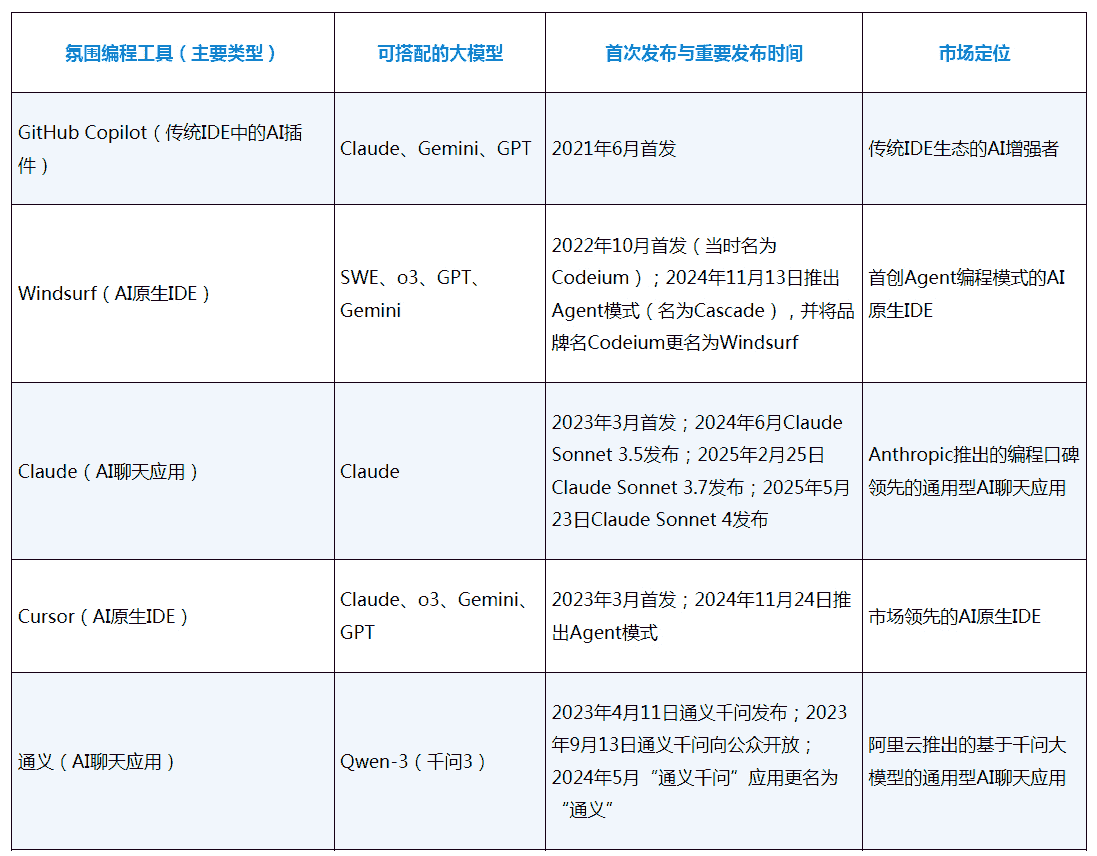 氛围编程工具（主要类型）
可搭配的大模型
首次发布与重要发布时间
市场定位
GitHub Copilot（传统IDE中的AI插
件）
Claude、Gemini、GPT
2021年6月首发
传统IDE生态的AI增强者
Windsurf（AI原生IDE）
SWE、o3、GPT、
Gemini
2022年10月首发（当时名为
Codeium）；2024年11月13日推出
Agent模式（名为Cascade），并将品
牌名Codeium更名为Windsurf
首创Agent编程模式的AI
原生IDE
Claude（AI聊天应用）
Claude
2023年3月首发；2024年6月Claude
Sonnet 3.5发布；2025年2月25日
Claude Sonnet 3.7发布；2025年5月
23日Claude Sonnet 4发布
Anthropic推出的编程口碑
领先的通用型AI聊天应用
Cursor（AI原生IDE）
Claude、o3、Gemini、
GPT
2023年3月首发；2024年11月24日推
出Agent模式
市场领先的AI原生IDE
通义（AI聊天应用）
Qwen-3（千问3）
2023年4月11日通义千问发布；2023
年9月13日通义千问向公众开放；
2024年5月“通义千问”应用更名为
“通义”
阿里云推出的基于千问大
模型的通用型AI聊天应用